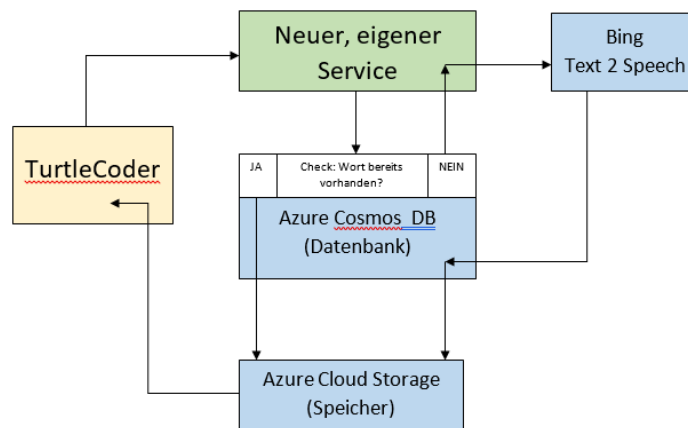 Neuer, eigener
Service
Bing
Text 2 Speech
TurtleCoder
JA
Check: Wort bereits
vorhanden?
NEIN
Azure Cosmos DB
(Datenbank)
Azure Cloud Storage
(Speicher)